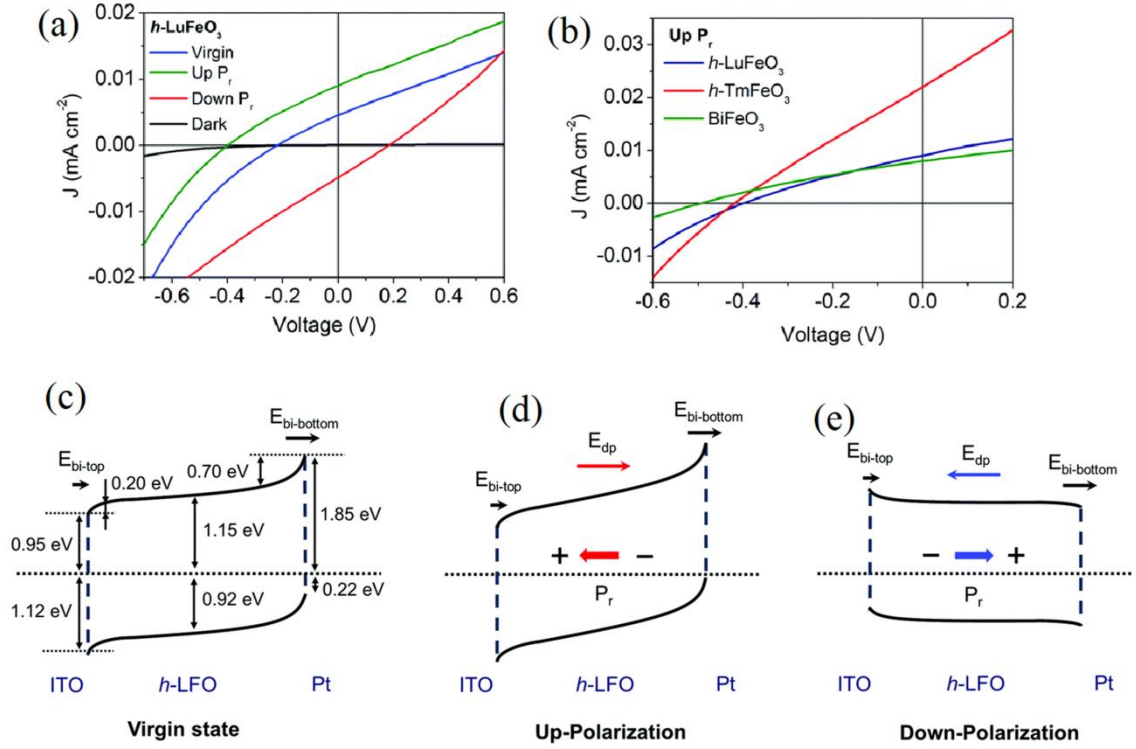 (a)
h-LuFeO3
Virgin
Up Pr
Down Pr
Dark
0.02
0.01
0.00
-0.01
-0.02
J (mA cm-2)
-0.6 -0.4 -0.2 0.0 0.2 0.4 0.6
Voltage (V)
(b)
Up Pr
h-LuFeO3
h-TmFeO3
BiFeO3
0.03
0.02
0.01
0.00
-0.01
J (mA cm-2)
-0.6 -0.4 -0.2 0.0 0.2
Voltage (V)
(c)
Ebi-top
Ebi-bottom
0.20 eV
0.70 eV
0.95 eV
1.15 eV
1.85 eV
1.12 eV
0.92 eV
0.22 eV
ITO h-LFO Pt
Virgin state
(d)
Ebi-top
Edp
Ebi-bottom
+ −
Pr
ITO h-LFO Pt
Up-Polarization
(e)
Ebi-top
Edp
Ebi-bottom
− +
Pr
ITO h-LFO Pt
Down-Polarization